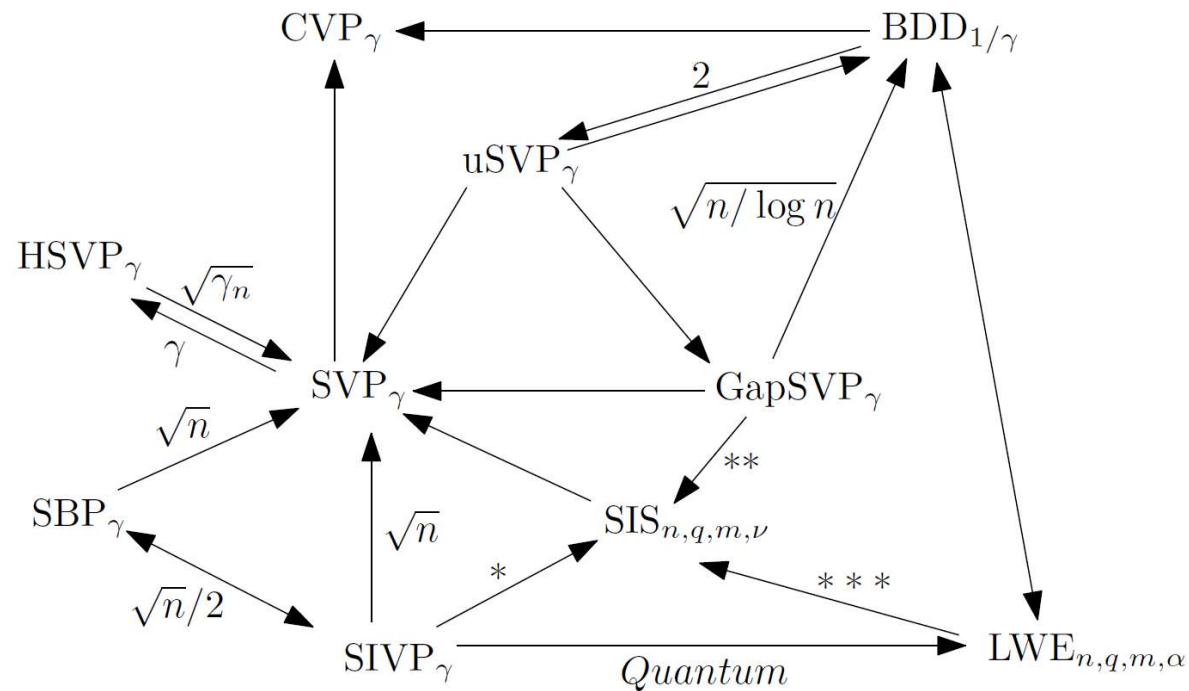 CVP_γ
BDD_{1/γ}
2
uSVP_γ
√(n/ log n)
HSVP_γ
√γ_n
γ
SVP_γ
GapSVP_γ
√n
**
SBP_γ
SIS_{n,q,m,ν}
√n
*
***
√n/2
SIVP_γ
LWE_{n,q,m,α}
Quantum